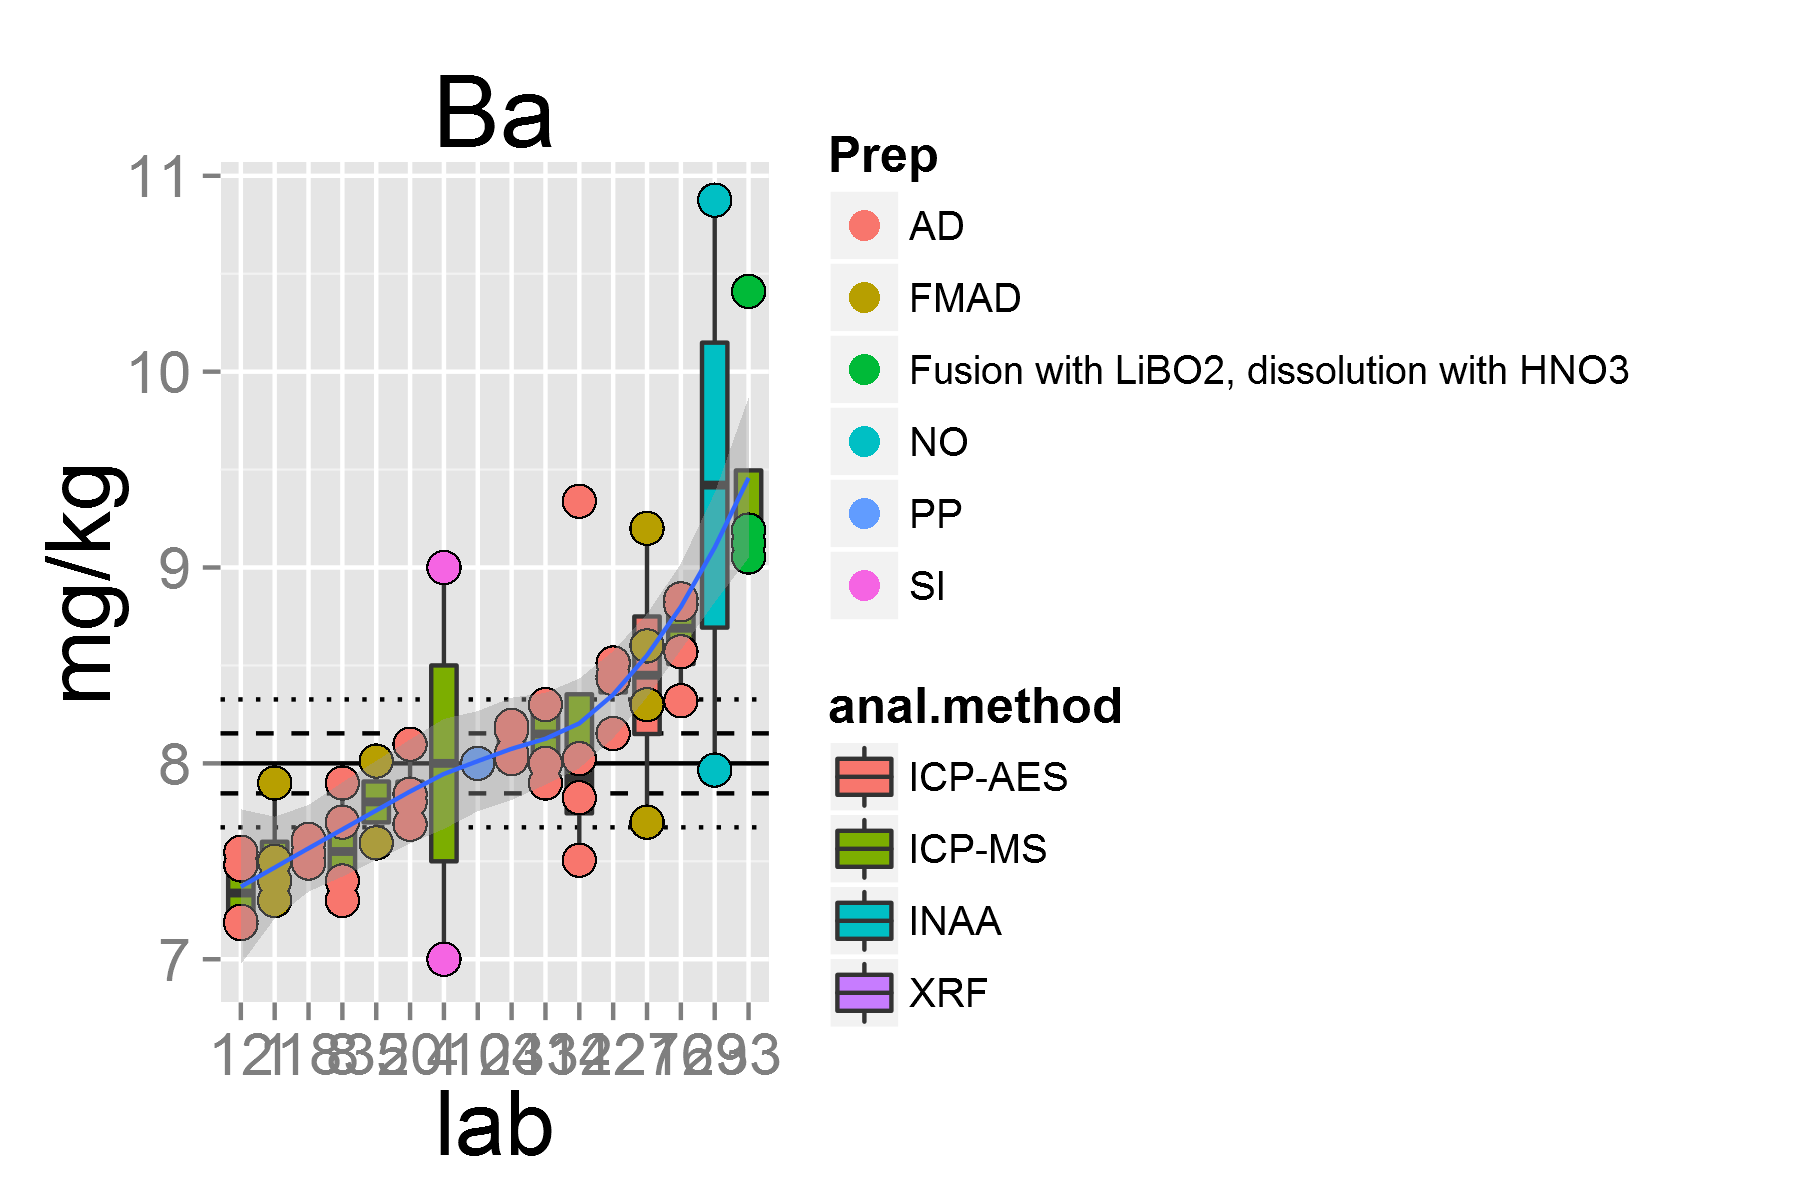 Ba
mg/kg
11
10
9
8
7
lab
Prep
AD
FMAD
Fusion with LiBO2, dissolution with HNO3
NO
PP
SI
anal.method
ICP-AES
ICP-MS
INAA
XRF